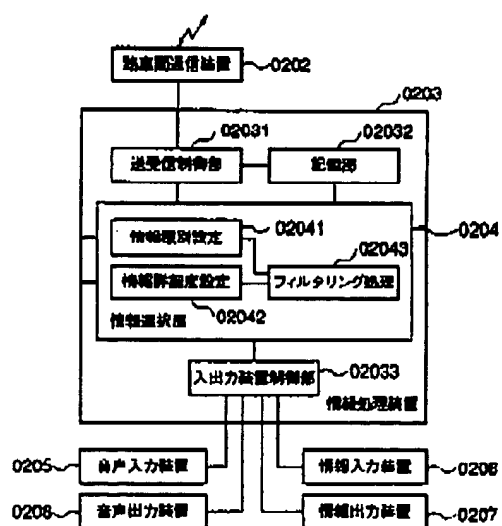 路車間通信装置
0202
0203
02031
02032
送受信制御部
記憶部
0204
02041
情報種別設定
02043
情報詳細度設定
フィルタリング処理
情報選択部
02042
02033
入出力装置制御部
情報処理装置
0205
音声入力装置
情報入力装置
0206
0208
音声出力装置
情報出力装置
0207